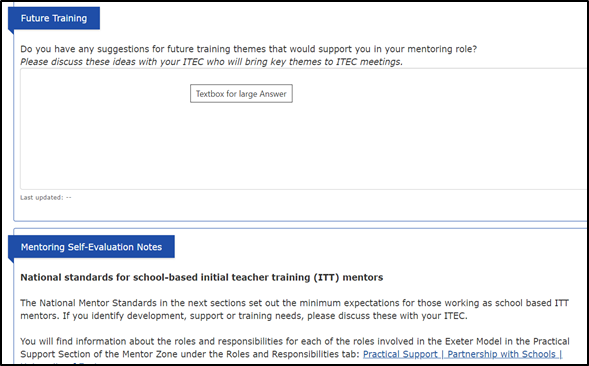 Future Training
Do you have any suggestions for future training themes that would support you in your mentoring role?
Please discuss these ideas with your ITEC who will bring key themes to ITEC meetings.
Textbox for large Answer
Last updated: --
Mentoring Self-Evaluation Notes
National standards for school-based initial teacher training (ITT) mentors
The National Mentor Standards in the next sections set out the minimum expectations for those working as school based ITT
mentors. If you identify development, support or training needs, please discuss these with your ITEC.
You will find information about the roles and responsibilities for each of the roles involved in the Exeter Model in the Practical
Support Section of the Mentor Zone under the Roles and Responsibilities tab: Practical Support | Partnership with Schools |